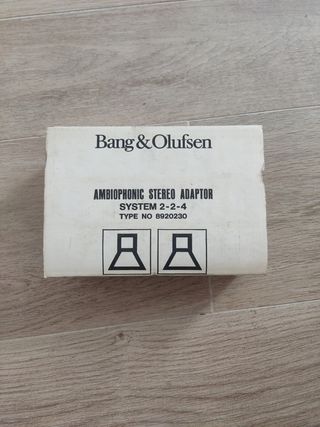 Bang & Olufsen
AMBIOPHONIC STEREO ADAPTOR
SYSTEM 2-2-4
TYPE NO 8920230